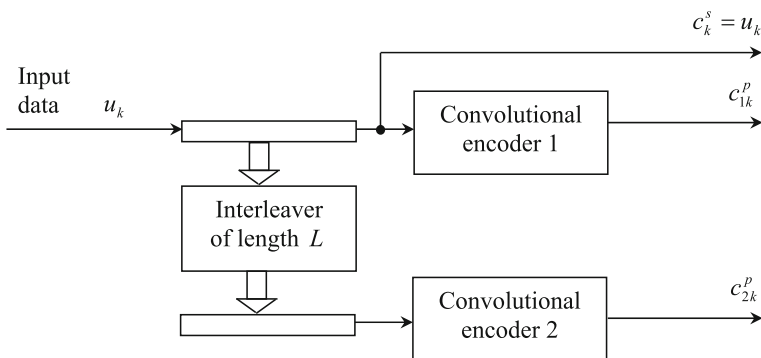 c_k^s = u_k
Input
data u_k
c_{1k}^p
Convolutional
encoder 1
Interleaver
of length L
c_{2k}^p
Convolutional
encoder 2